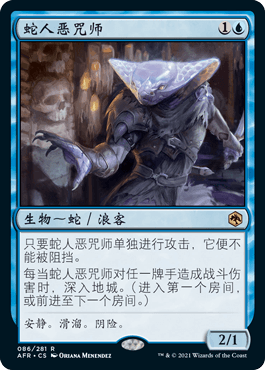 蛇人恶咒师 1
生物～蛇 / 浪客
只要蛇人恶咒师单独进行攻击，它便不
能被阻挡。
每当蛇人恶咒师对任一牌手造成战斗伤
害时，深入地城。（进入第一个房间，
或前进至下一个房间。）
安静。滑溜。阴险。
2/1
086/281 R
AFR • CS ORIANA MENENDEZ
™ & © 2021 Wizards of the Coast